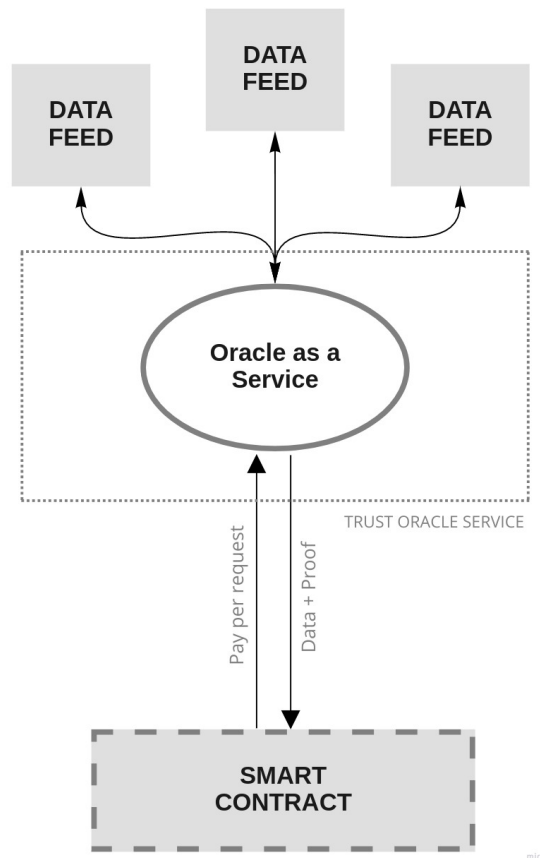 DATA
FEED
DATA
FEED
DATA
FEED
Oracle as a
Service
TRUST ORACLE SERVICE
Pay per request
Data + Proof
SMART
CONTRACT